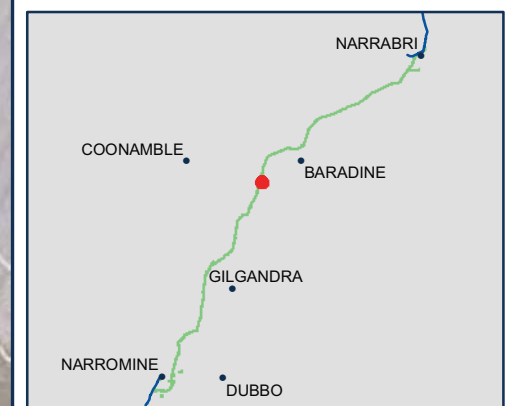 NARRABRI
COONAMBLE
BARADINE
GILGANDRA
NARROMINE
DUBBO